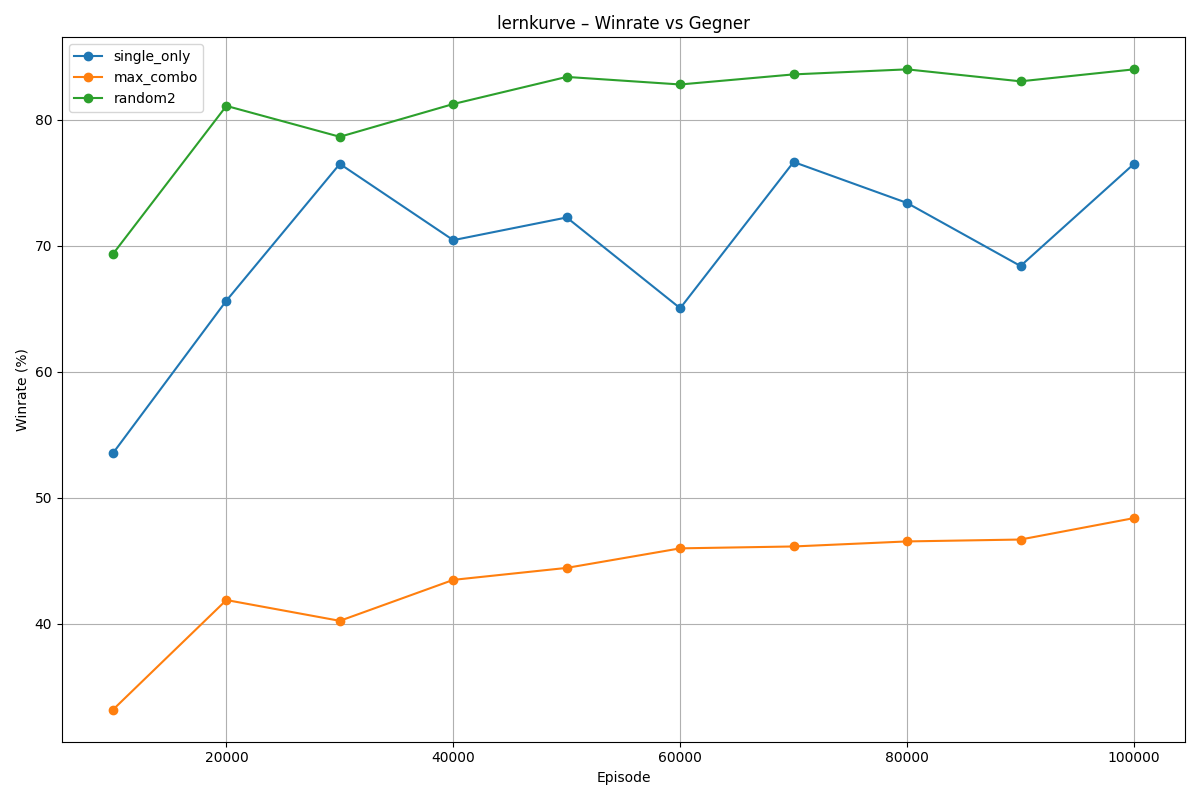 lernkurve – Winrate vs Gegner
single_only
max_combo
random2
Winrate (%)
80
70
60
50
40
20000
40000
60000
80000
100000
Episode